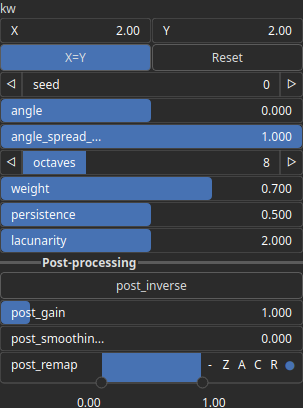 kw
X 2.00 Y 2.00
X=Y Reset
seed 0
angle 0.000
angle_spread_... 1.000
octaves 8
weight 0.700
persistence 0.500
lacunarity 2.000
Post-processing
post_inverse
post_gain 1.000
post_smoothin... 0.000
post_remap - Z A C R
0.00 1.00